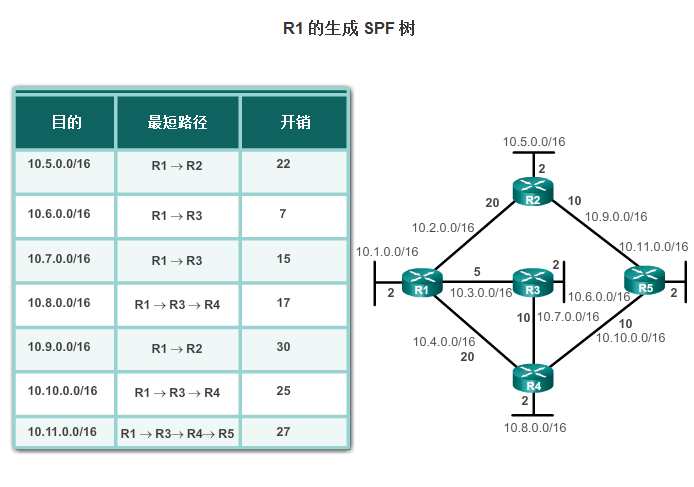 R1 的生成 SPF 树
目的 最短路径 开销
10.5.0.0/16 R1 → R2 22
10.6.0.0/16 R1 → R3 7
10.7.0.0/16 R1 → R3 15
10.8.0.0/16 R1 → R3 → R4 17
10.9.0.0/16 R1 → R2 30
10.10.0.0/16 R1 → R3 → R4 25
10.11.0.0/16 R1 → R3 → R4 → R5 27
10.5.0.0/16
2
R2
20
10
10.2.0.0/16
10.9.0.0/16
10.1.0.0/16
10.11.0.0/16
5
2
R1
2
10.3.0.0/16
R3
10.6.0.0/16
R5
2
10
10.7.0.0/16
10.4.0.0/16
20
10
10.10.0.0/16
R4
2
10.8.0.0/16